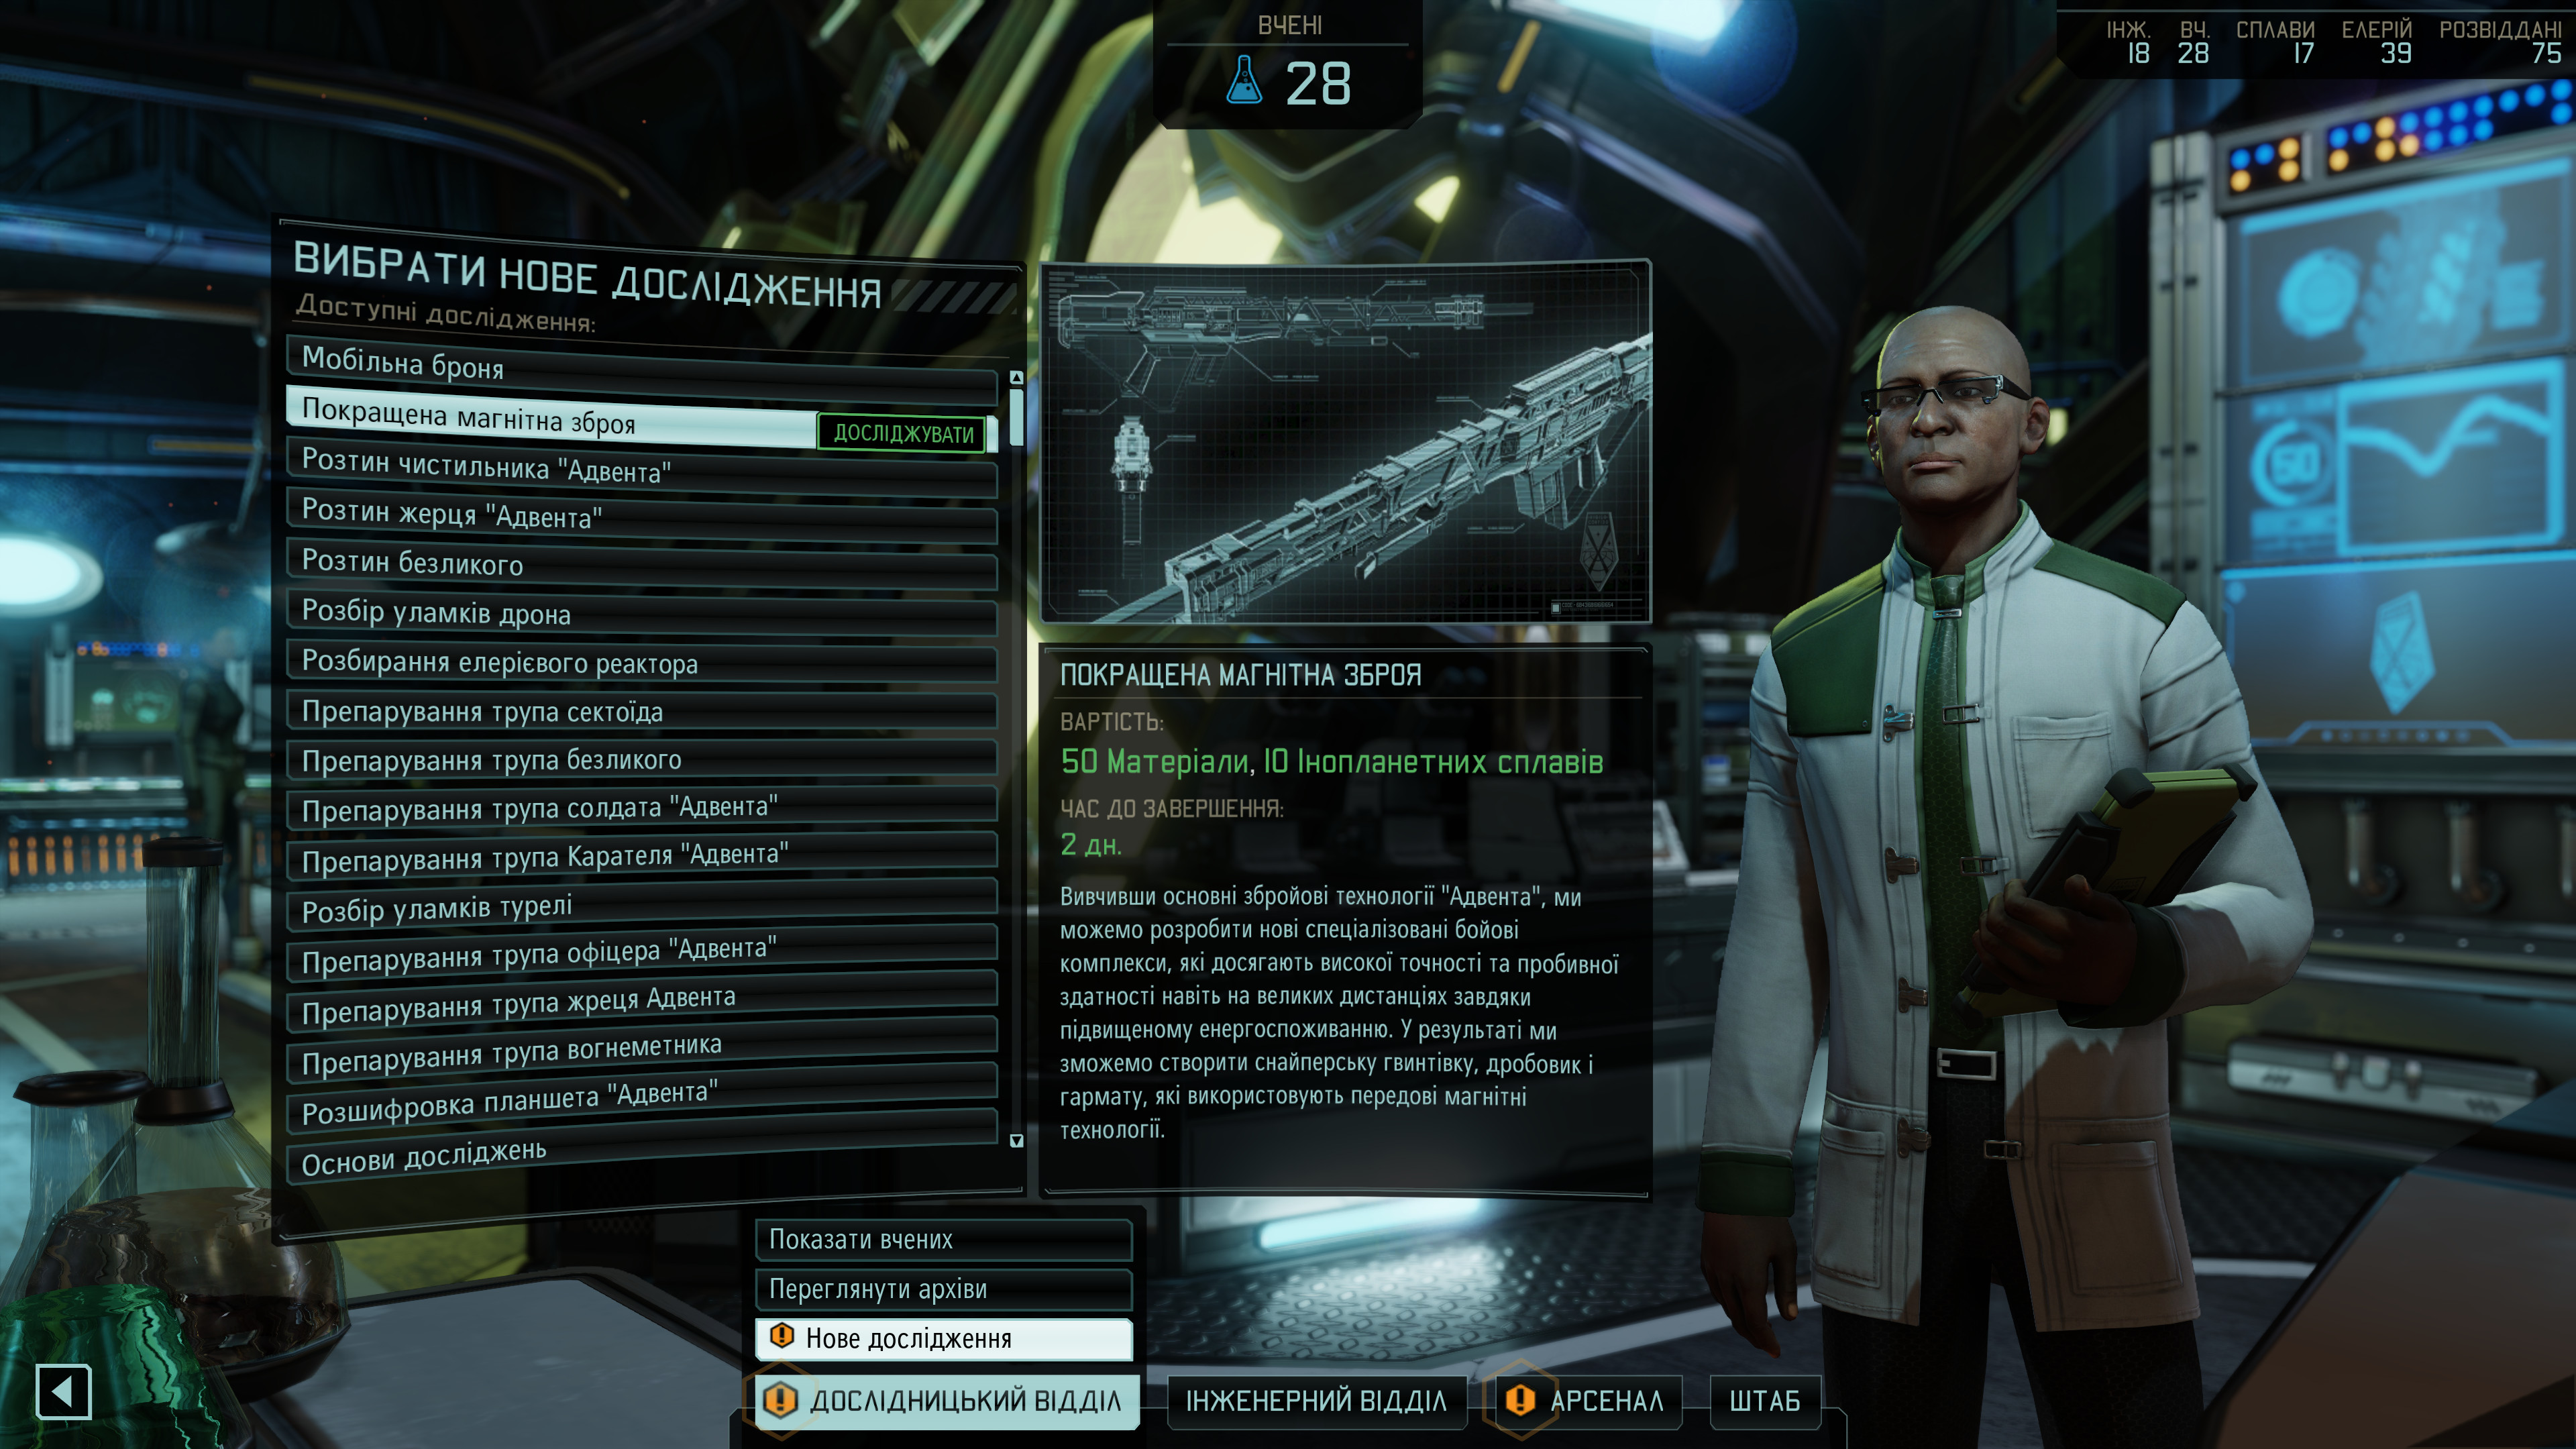 ВЧЕНІ
28
ІНЖ. ВЧ. СПЛАВИ ЕЛЕРІЙ РОЗВІДДАНІ
18 28 17 39 75
ВИБРАТИ НОВЕ ДОСЛІДЖЕННЯ
Доступні дослідження:
Мобільна броня
Покращена магнітна зброя ДОСЛІДЖУВАТИ
Розтин чистильника "Адвента"
Розтин жерця "Адвента"
Розтин безликого
Розбір уламків дрона
Розбирання елерієвого реактора
Препарування трупа сектоїда
Препарування трупа безликого
Препарування трупа солдата "Адвента"
Препарування трупа Карателя "Адвента"
Розбір уламків турелі
Препарування трупа офіцера "Адвента"
Препарування трупа жреця Адвента
Препарування трупа вогнеметника
Розшифровка планшета "Адвента"
Основи досліджень
ПОКРАЩЕНА МАГНІТНА ЗБРОЯ
ВАРТІСТЬ:
50 Матеріали, 10 Інопланетних сплавів
ЧАС ДО ЗАВЕРШЕННЯ:
2 дн.
Вивчивши основні збройові технології "Адвента", ми
можемо розробити нові спеціалізовані бойові
комплекси, які досягають високої точності та пробивної
здатності навіть на великих дистанціях завдяки
підвищеному енергоспоживанню. У результаті ми
зможемо створити снайперську гвинтівку, дробовик і
гармату, які використовують передові магнітні
технології.
Показати вчених
Переглянути архіви
Нове дослідження
ДОСЛІДНИЦЬКИЙ ВІДДІЛ ІНЖЕНЕРНИЙ ВІДДІЛ АРСЕНАЛ ШТАБ